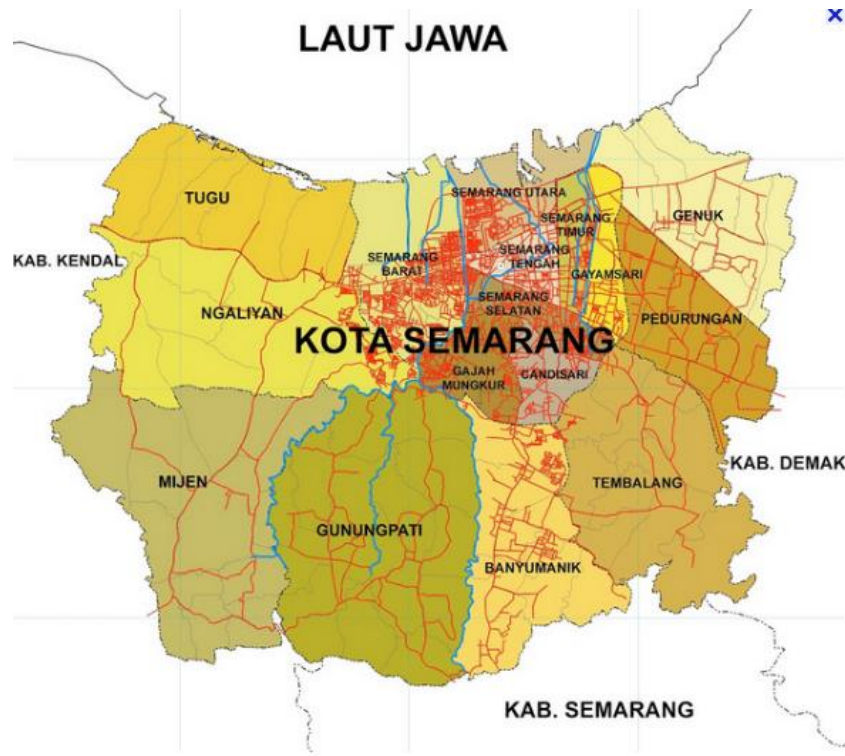 LAUT JAWA
TUGU
SEMARANG UTARA
SEMARANG
TIMUR
GENUK
KAB. KENDAL
SEMARANG
BARAT
SEMARANG
TENGAH
GAYAMSARI
NGALIYAN
SEMARANG
SELATAN
PEDURUNGAN
KOTA SEMARANG
GAJAH
MUNGKUR
CANDISARI
KAB. DEMAK
MIJEN
TEMBALANG
GUNUNGPATI
BANYUMANIK
KAB. SEMARANG